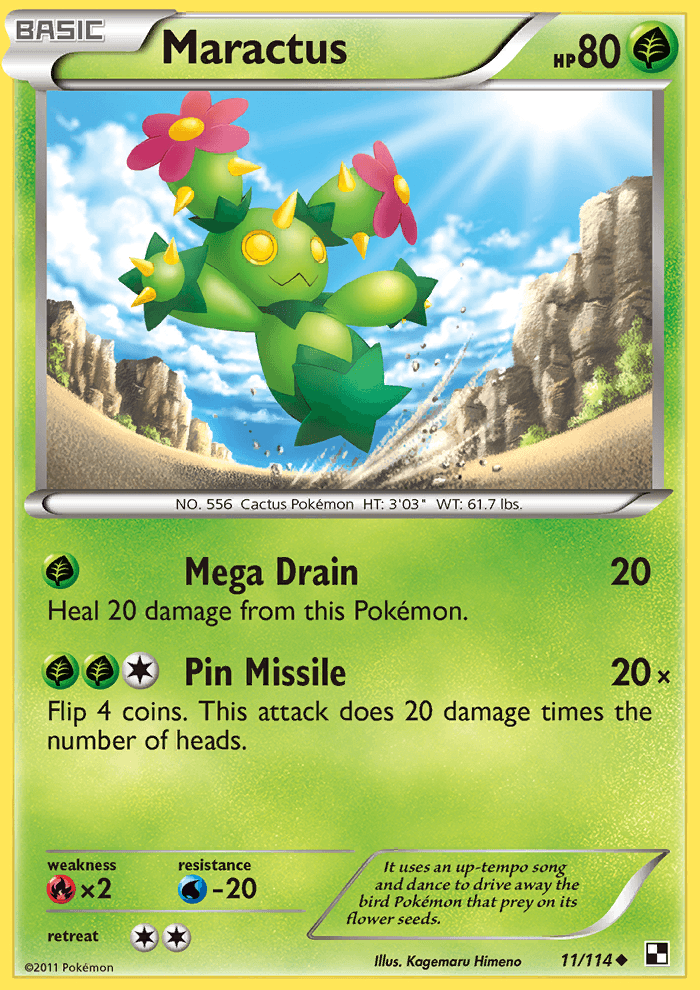 BASIC
Maractus
HP80
NO. 556 Cactus Pokémon HT: 3'03" WT: 61.7 lbs.
Mega Drain 20
Heal 20 damage from this Pokémon.
Pin Missile 20×
Flip 4 coins. This attack does 20 damage times the
number of heads.
weakness
×2
resistance
-20
retreat
It uses an up-tempo song
and dance to drive away the
bird Pokémon that prey on its
flower seeds.
©2011 Pokémon
Illus. Kagemaru Himeno
11/114